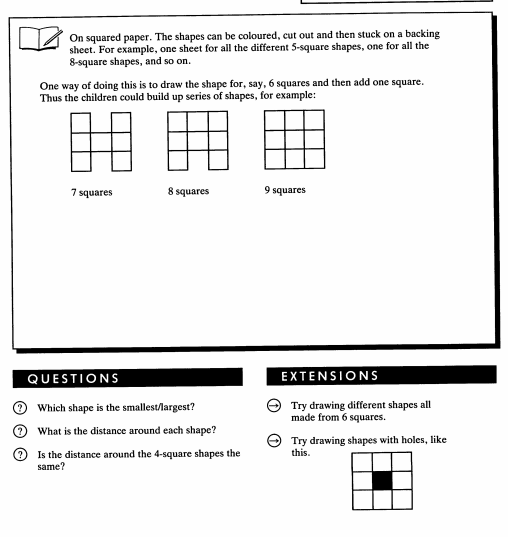 On squared paper. The shapes can be coloured, cut out and then stuck on a backing
sheet. For example, one sheet for all the different 5-square shapes, one for all the
8-square shapes, and so on.
One way of doing this is to draw the shape for, say, 6 squares and then add one square.
Thus the children could build up series of shapes, for example:
7 squares
8 squares
9 squares
QUESTIONS
? Which shape is the smallest/largest?
? What is the distance around each shape?
? Is the distance around the 4-square shapes the
same?
EXTENSIONS
→ Try drawing different shapes all
made from 6 squares.
→ Try drawing shapes with holes, like
this.